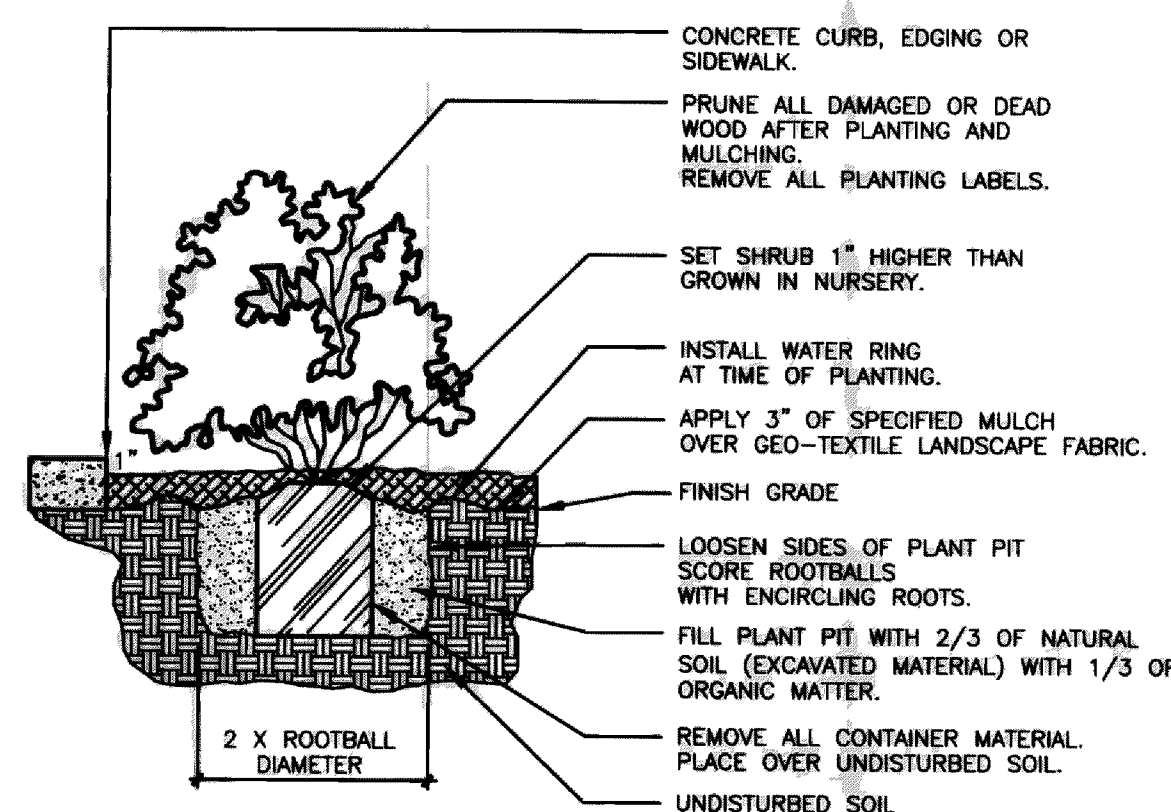 CONCRETE CURB, EDGING OR
SIDEWALK.
PRUNE ALL DAMAGED OR DEAD
WOOD AFTER PLANTING AND
MULCHING.
REMOVE ALL PLANTING LABELS.
SET SHRUB 1" HIGHER THAN
GROWN IN NURSERY.
INSTALL WATER RING
AT TIME OF PLANTING.
APPLY 3" OF SPECIFIED MULCH
OVER GEO-TEXTILE LANDSCAPE FABRIC.
1"
FINISH GRADE
LOOSEN SIDES OF PLANT PIT
SCORE ROOTBALLS
WITH ENCIRCLING ROOTS.
FILL PLANT PIT WITH 2/3 OF NATURAL
SOIL (EXCAVATED MATERIAL) WITH 1/3 OF
ORGANIC MATTER.
2 X ROOTBALL
DIAMETER
REMOVE ALL CONTAINER MATERIAL.
PLACE OVER UNDISTURBED SOIL.
UNDISTURBED SOIL